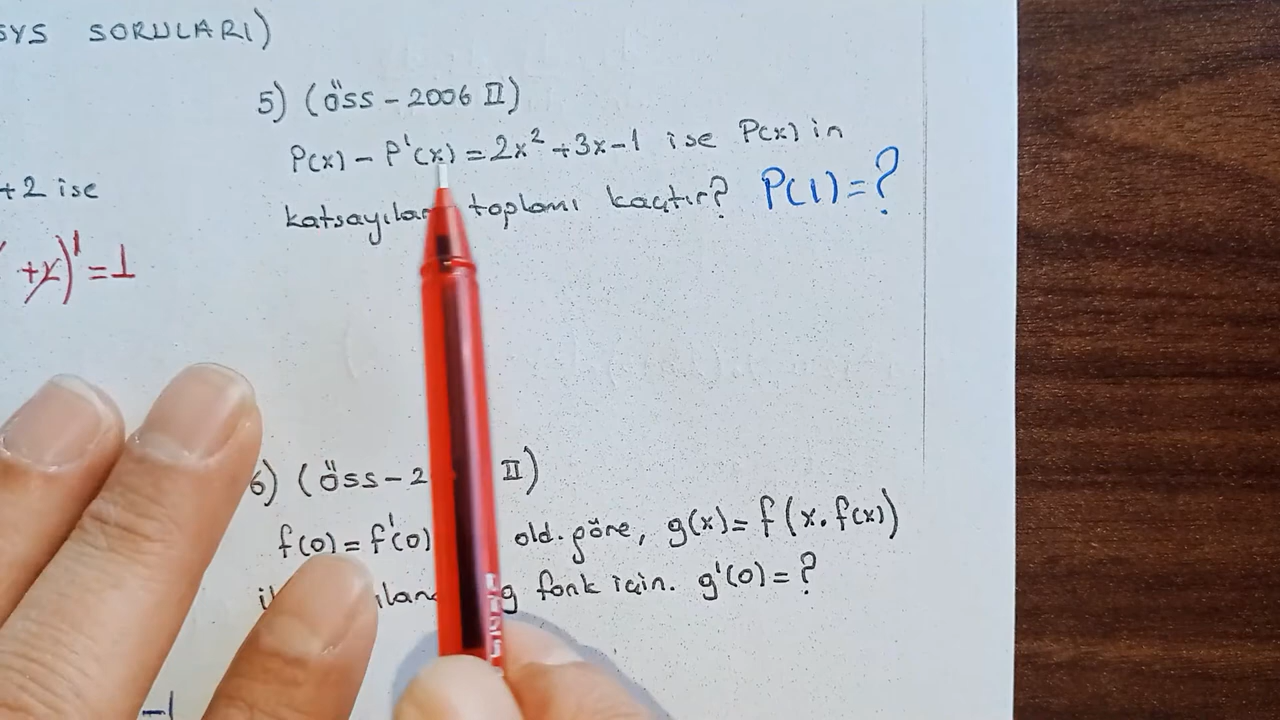 SYS SORULARI)
5) (öss - 2006 II)
P(x) - P'(x) = 2x² + 3x - 1 ise P(x) in
toplamı kaçtır? P(1) = ?
+2 ise
+x)' = 1
6) (öss - 2 II)
f(0) = f'(0) old. göre, g(x) = f(x. f(x))
g fonk için. g'(0) = ?
-1